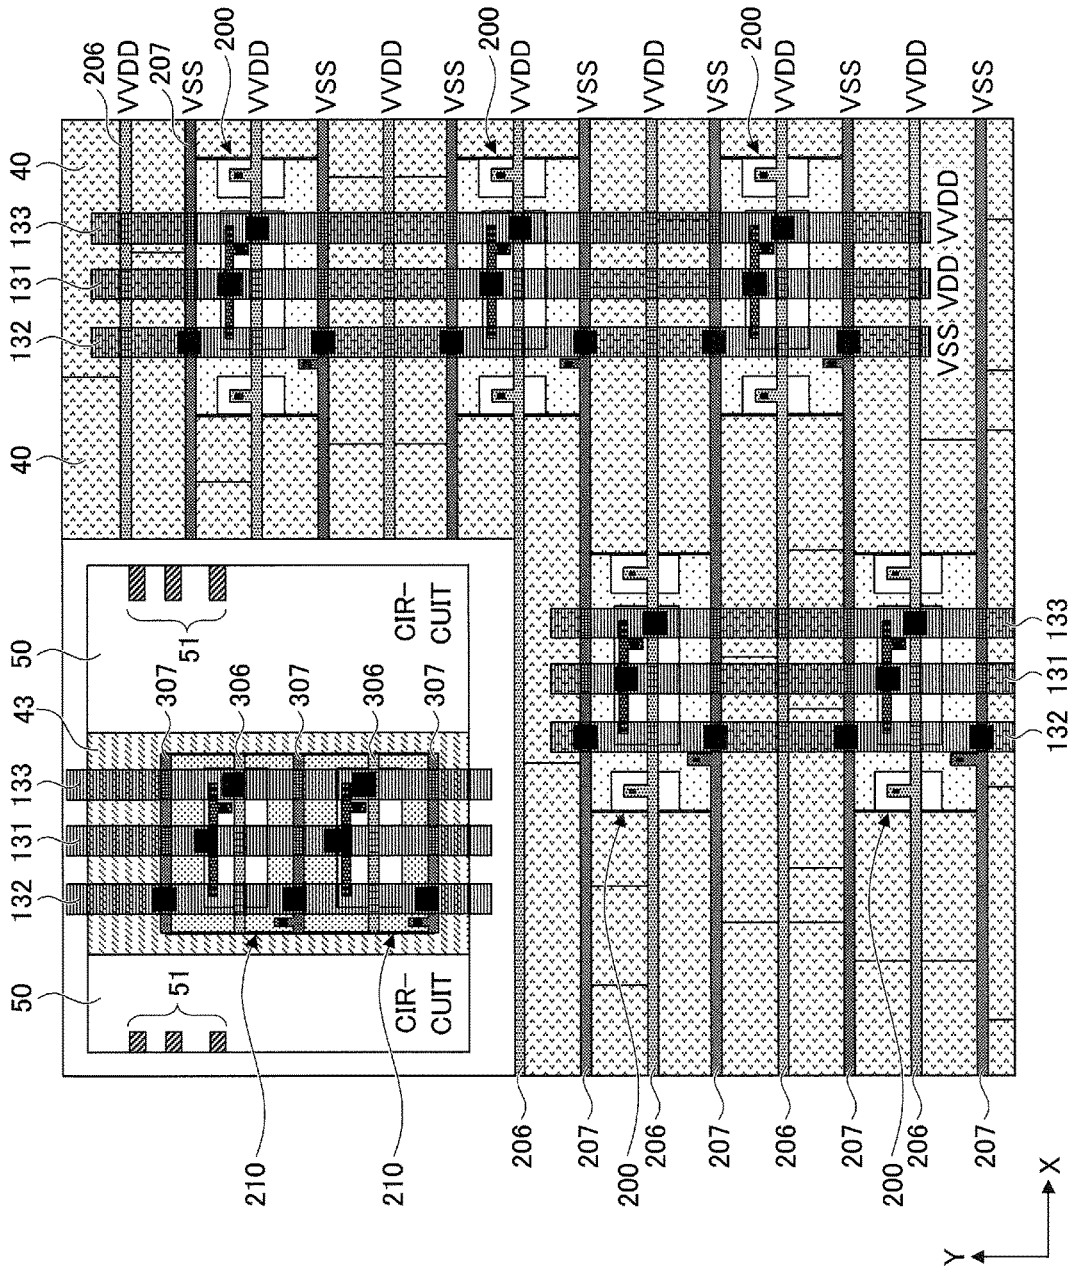 206
VVDD
207
VSS
200
VVDD
VSS
VVDD
VSS
200
VVDD
VSS
VVDD
VSS
200
VVDD
VSS
VVDD
VSS
40
133
131
132
40
VSS VDD VVDD
50
43
133
131
132
50
51
CIR-
CUIT
307
306
307
306
307
51
CIR-
CUIT
210
210
206
207
200
206
207
206
207
200
206
207
133
131
132
Y
X